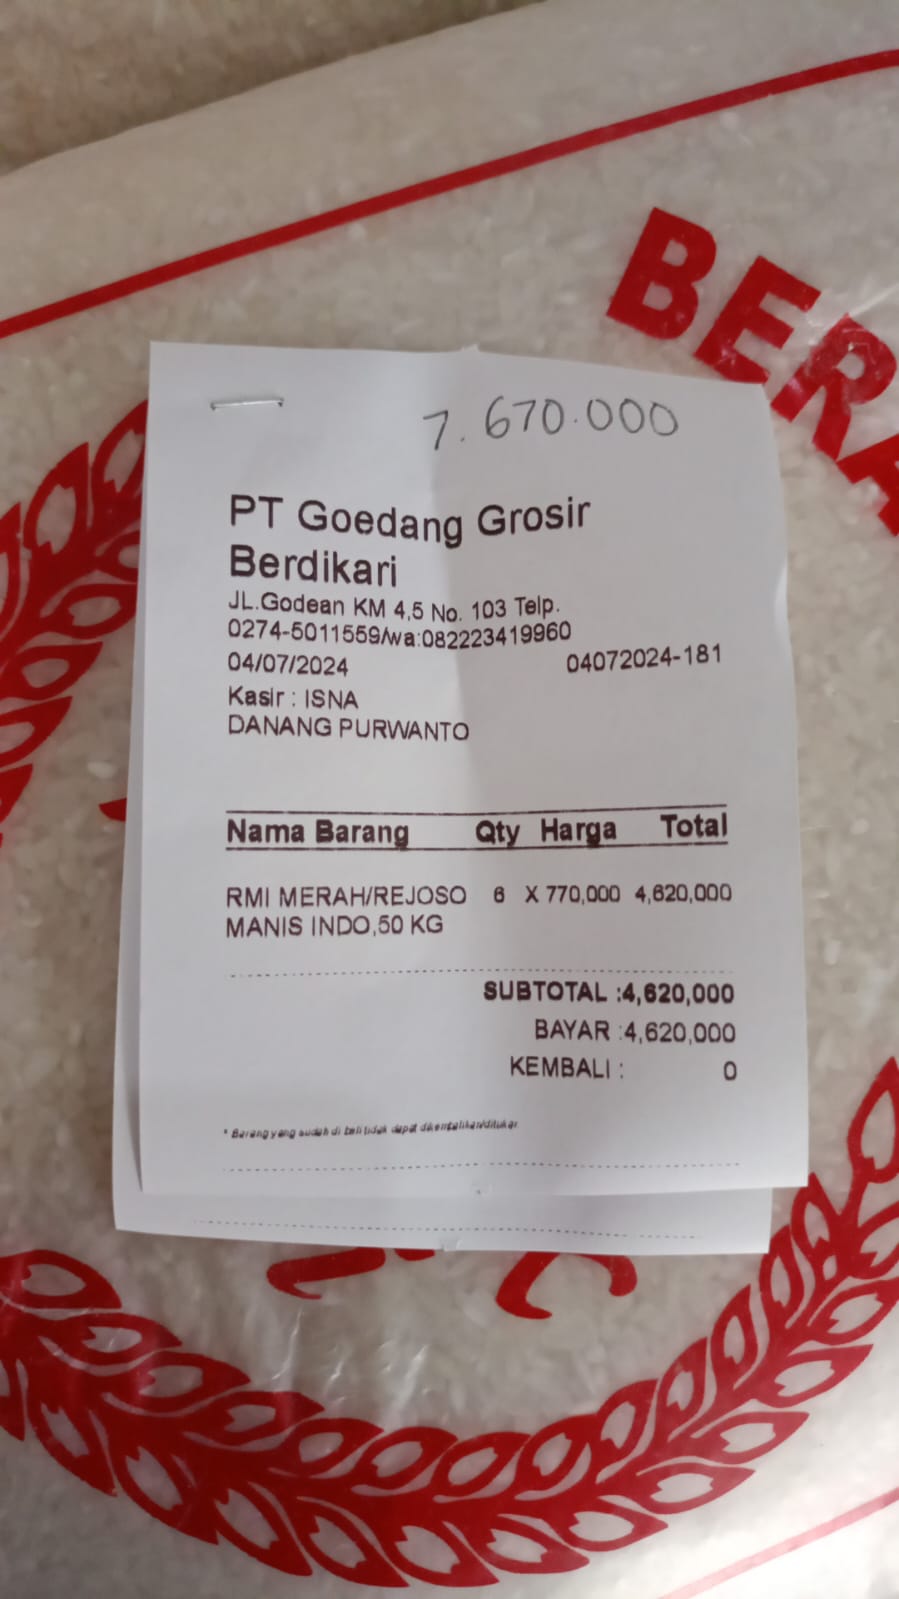 BERA
7.670.000
PT Goedang Grosir
Berdikari
JL.Godean KM 4,5 No. 103 Telp.
0274-5011559/wa:082223419960
04/07/2024 04072024-181
Kasir : ISNA
DANANG PURWANTO
Nama Barang Qty Harga Total
RMI MERAH/REJOSO 6 X 770,000 4,620,000
MANIS INDO,50 KG
SUBTOTAL :4,620,000
BAYAR :4,620,000
KEMBALI : 0
* Barang yang sudah di beli tidak dapat dikembalikan/ditukar